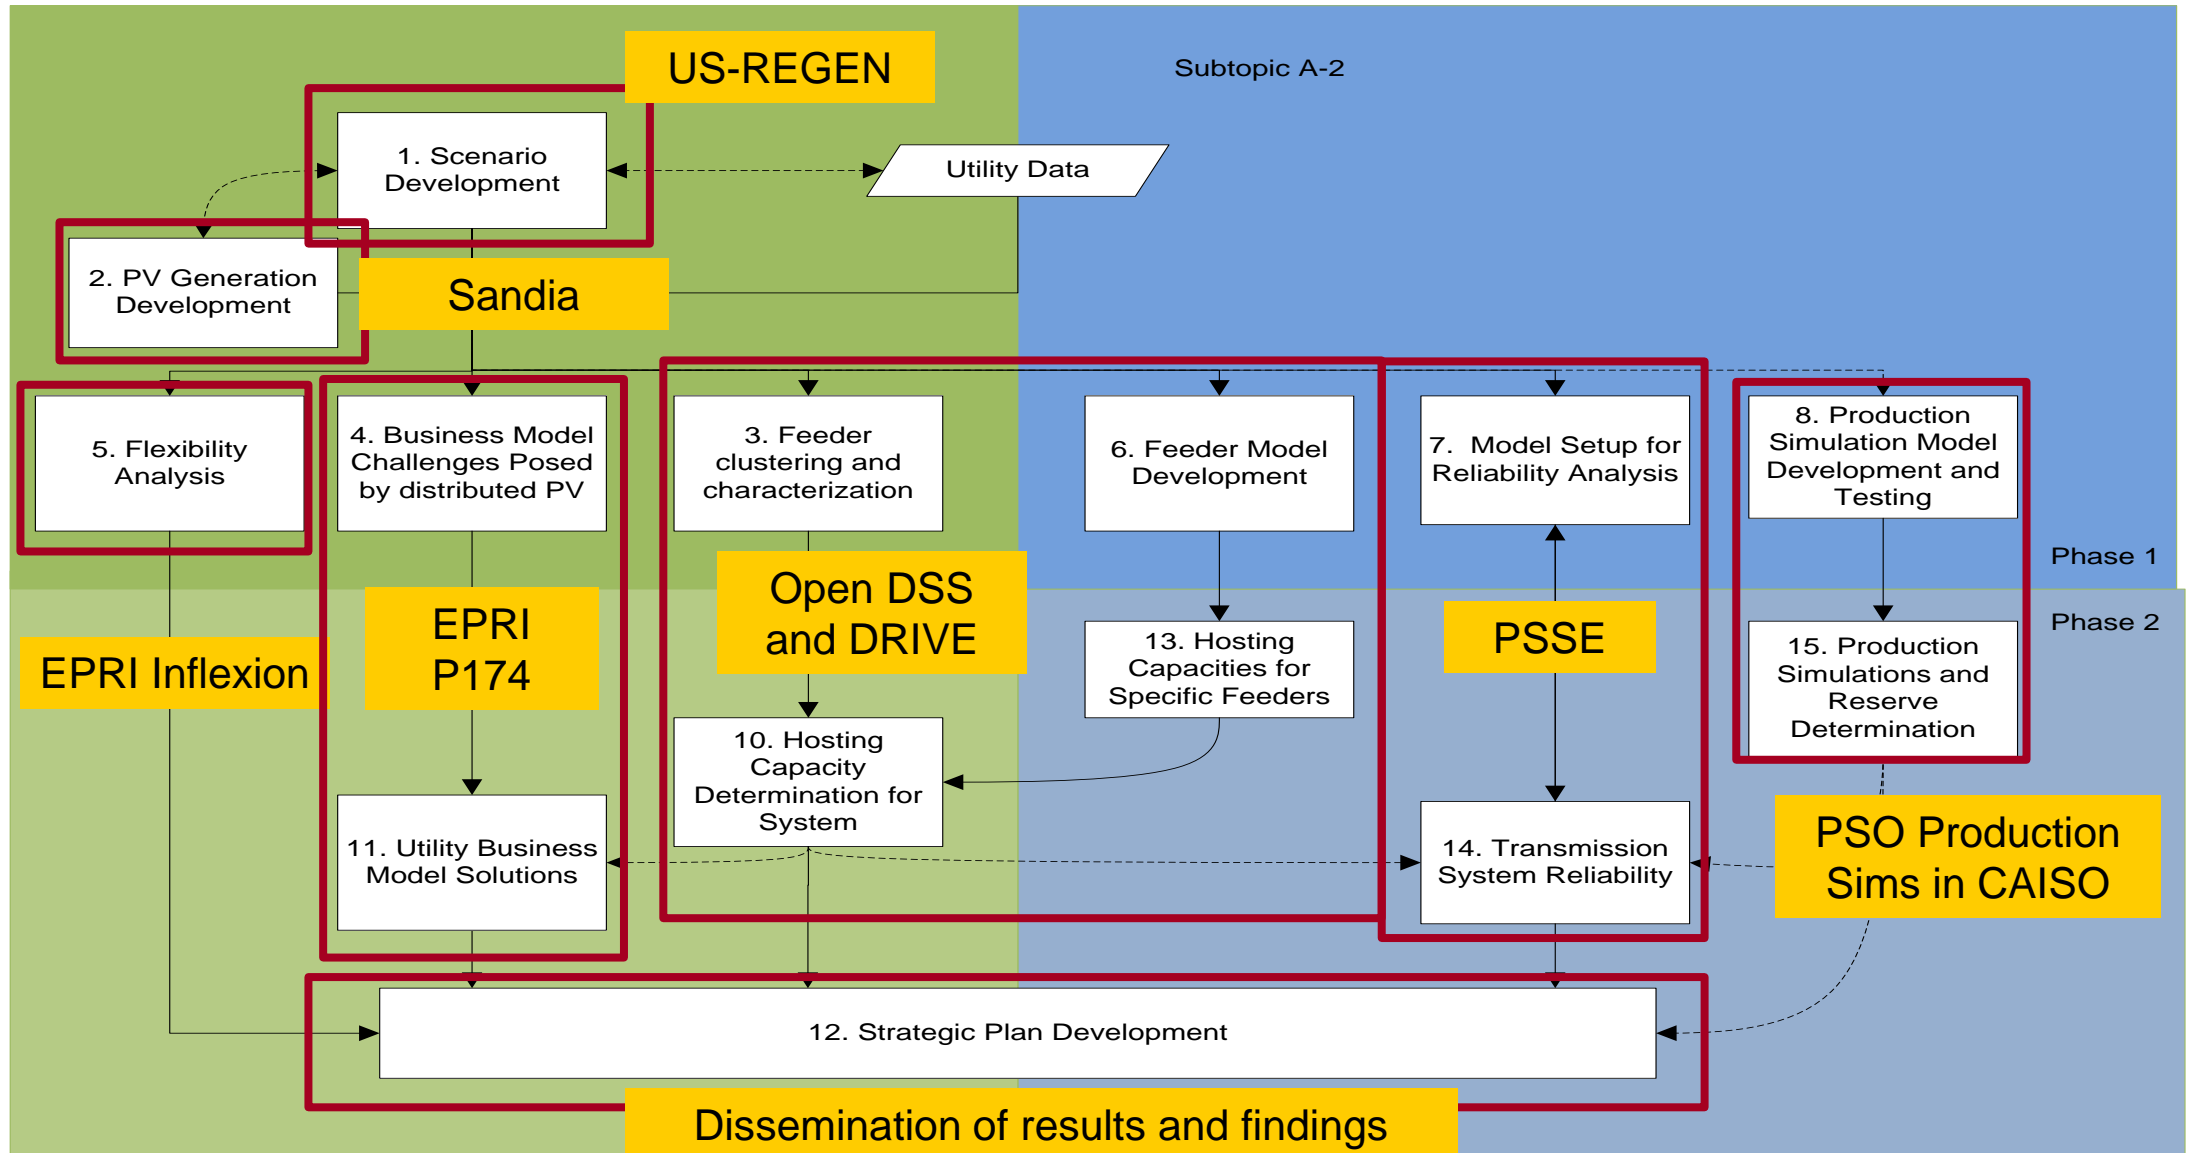 US-REGEN
Subtopic A-2
1. Scenario
Development
Utility Data
2. PV Generation
Development
Sandia
5. Flexibility
Analysis
4. Business Model
Challenges Posed
by distributed PV
3. Feeder
clustering and
characterization
6. Feeder Model
Development
7. Model Setup for
Reliability Analysis
8. Production
Simulation Model
Development and
Testing
Phase 1
Open DSS
and DRIVE
EPRI
P174
EPRI Inflexion
PSSE
Phase 2
13. Hosting
Capacities for
Specific Feeders
15. Production
Simulations and
Reserve
Determination
10. Hosting
Capacity
Determination for
System
11. Utility Business
Model Solutions
14. Transmission
System Reliability
PSO Production
Sims in CAISO
12. Strategic Plan Development
Dissemination of results and findings